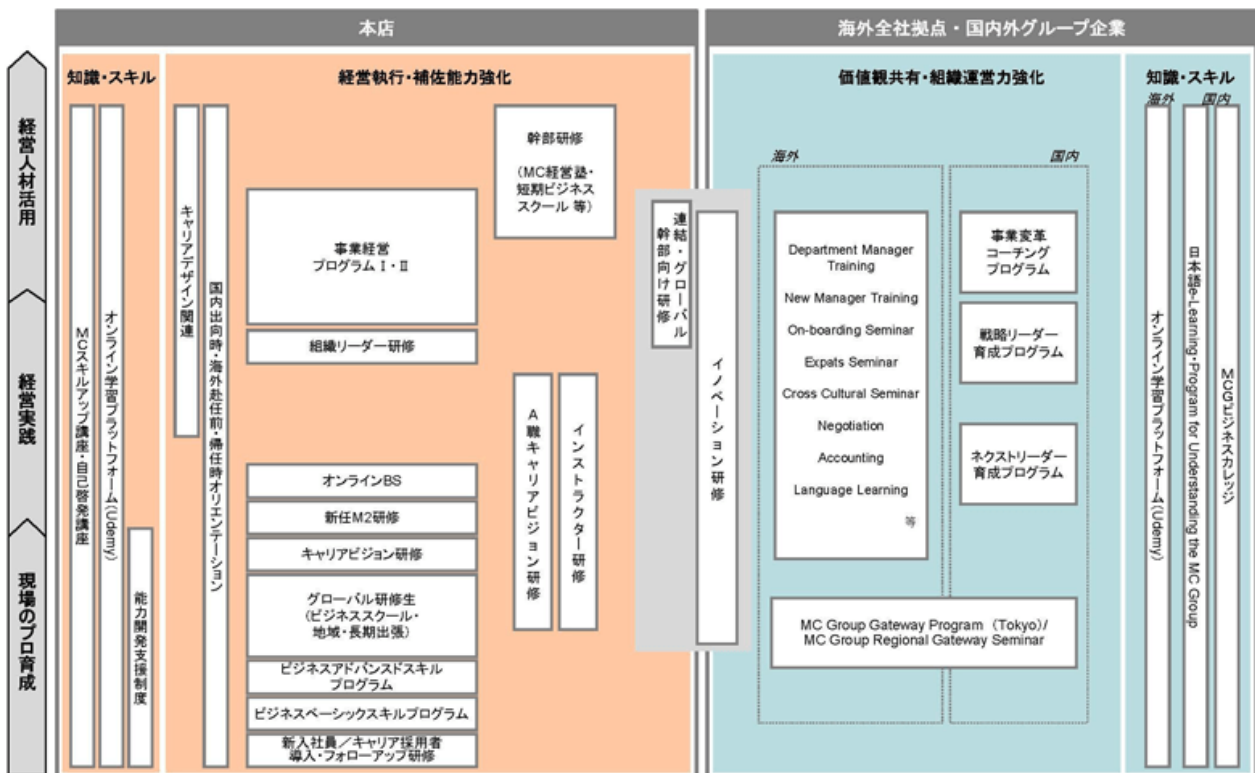 本店
海外全社拠点・国内外グループ企業
経営人材活用
経営実践
現場のプロ育成
知識・スキル
経営執行・補佐能力強化
MCスキルアップ講座・自己啓発講座
オンライン学習プラットフォーム(Udemy)
能力開発支援制度
キャリアデザイン関連
国内出向時・海外赴任前・帰任時オリエンテーション
幹部研修
(MC経営塾・
短期ビジネス
スクール 等)
事業経営
プログラムⅠ・Ⅱ
組織リーダー研修
オンラインBS
新任M2研修
キャリアビジョン研修
グローバル研修生
(ビジネススクール・
地域・長期出張)
ビジネスアドバンスドスキル
プログラム
ビジネスベーシックスキルプログラム
新入社員／キャリア採用者
導入・フォローアップ研修
A職キャリアビジョン研修
インストラクター研修
連結・グローバル
幹部向け研修
イノベーション研修
価値観共有・組織運営力強化
海外
国内
Department Manager
Training
New Manager Training
On-boarding Seminar
Expats Seminar
Cross Cultural Seminar
Negotiation
Accounting
Language Learning
等
事業変革
コーチング
プログラム
戦略リーダー
育成プログラム
ネクストリーダー
育成プログラム
MC Group Gateway Program （Tokyo）/
MC Group Regional Gateway Seminar
知識・スキル
海外
国内
オンライン学習プラットフォーム(Udemy)
日本語e-Learning・Program for Understanding the MC Group
MCGビジネスカレッジ